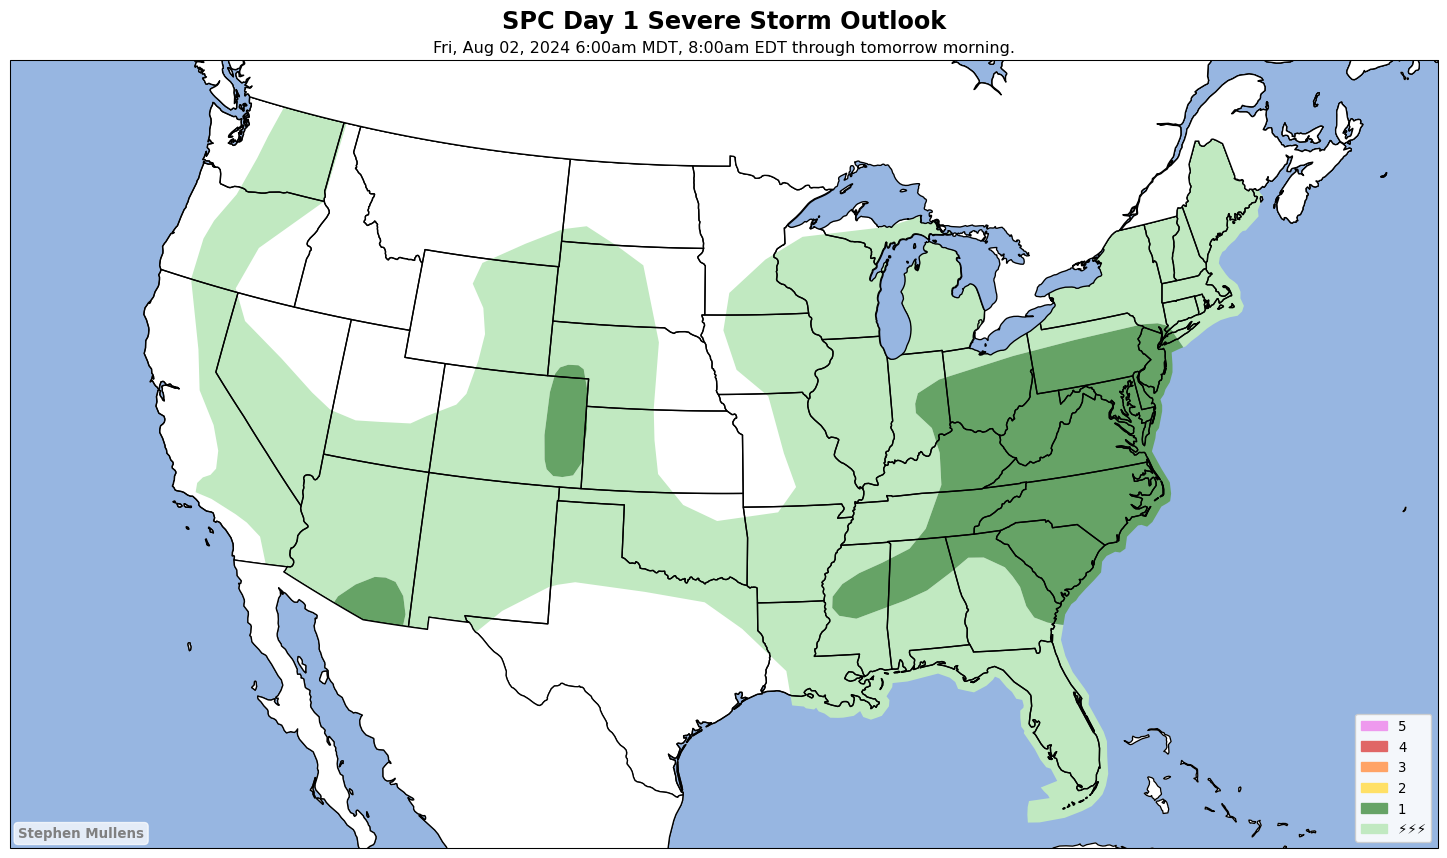 SPC Day 1 Severe Storm Outlook
Fri, Aug 02, 2024 6:00am MDT, 8:00am EDT through tomorrow morning.
5
4
3
2
1
⚡⚡⚡
Stephen Mullens